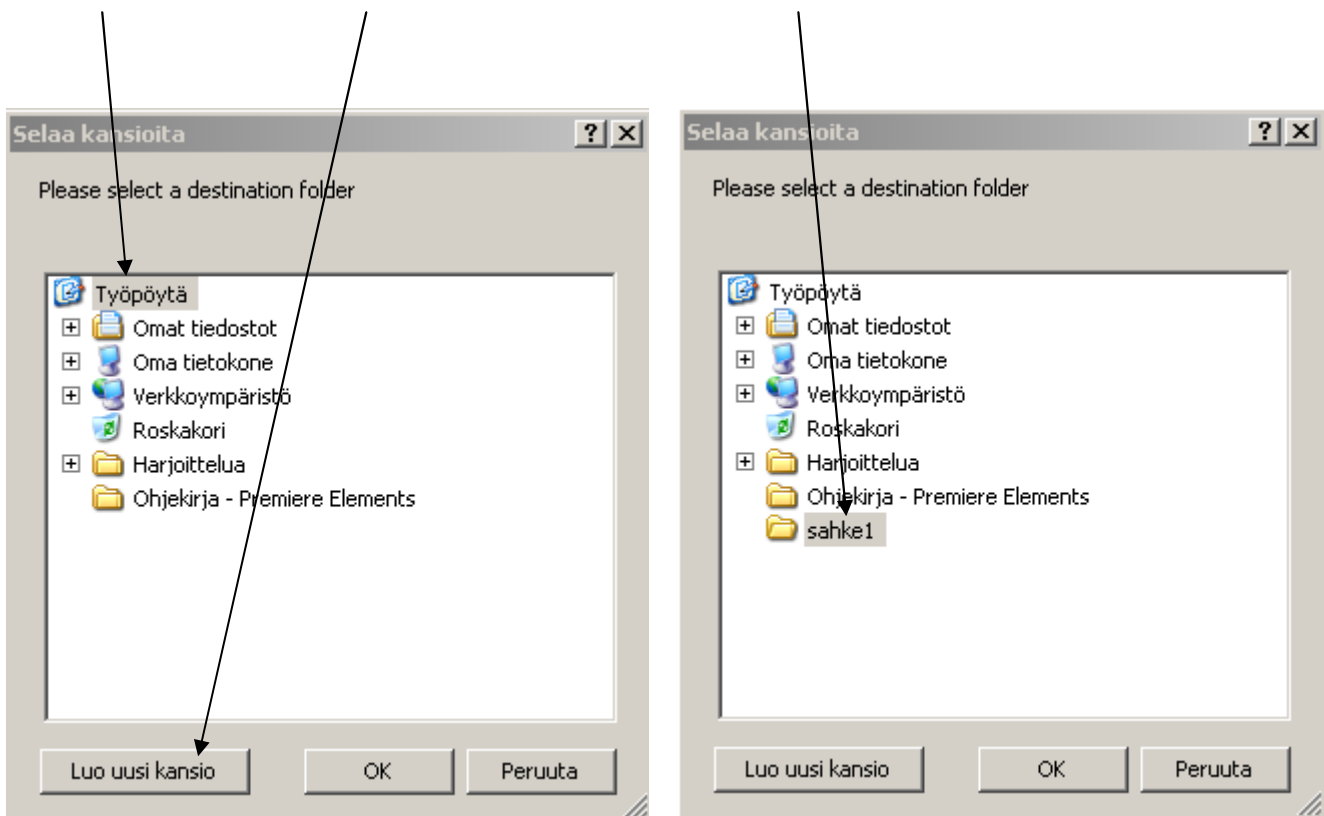 Selaa kansioita
Please select a destination folder
Työpöytä
Omat tiedostot
Oma tietokone
Verkkoympäristö
Roskakori
Harjoittelua
Ohjekirja - Premiere Elements
Luo uusi kansio
OK
Peruuta
Selaa kansioita
Please select a destination folder
Työpöytä
Omat tiedostot
Oma tietokone
Verkkoympäristö
Roskakori
Harjoittelua
Ohjekirja - Premiere Elements
sahke1
Luo uusi kansio
OK
Peruuta